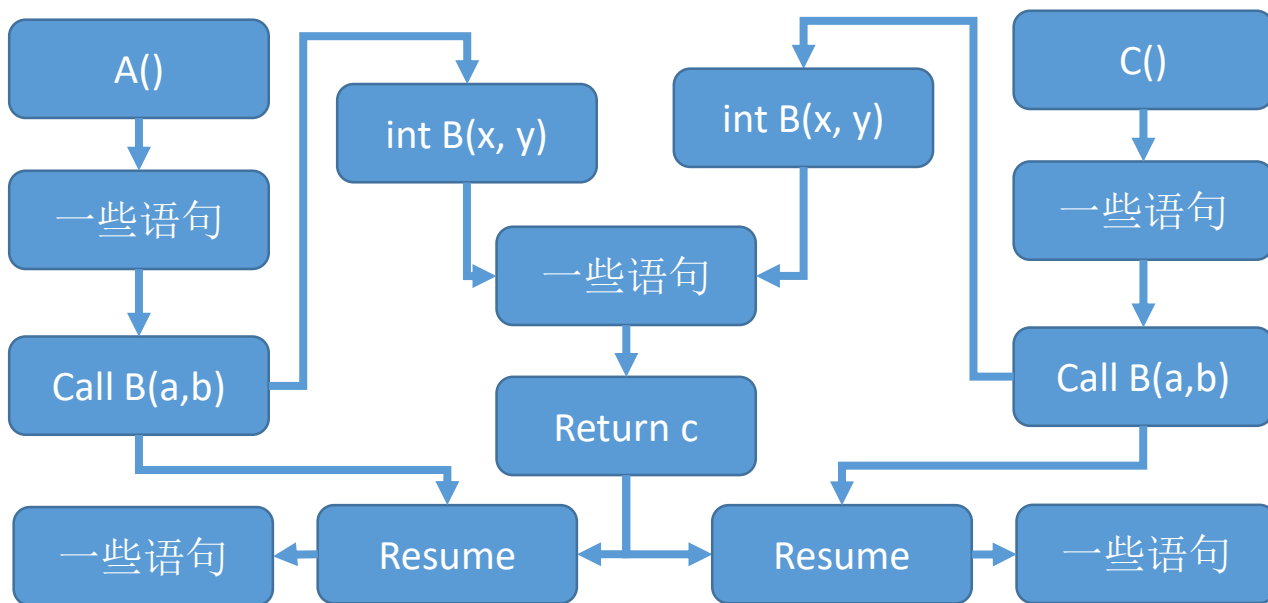 A()
C()
int B(x, y)
int B(x, y)
一些语句
一些语句
一些语句
Call B(a,b)
Call B(a,b)
Return c
一些语句
Resume
Resume
一些语句